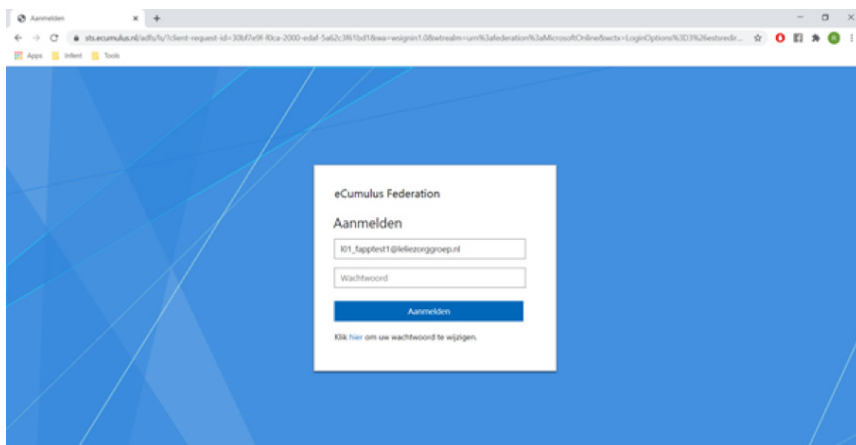 Aanmelden
Apps Infent Tools
eCumulus Federation
Aanmelden
l01_fapptest1@leliezorggroep.nl
Wachtwoord
Aanmelden
Klik hier om uw wachtwoord te wijzigen.